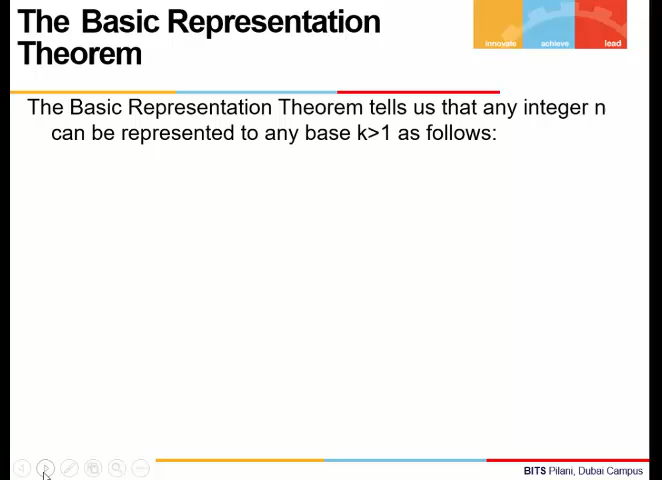 The Basic Representation
Theorem
innovate achieve lead
The Basic Representation Theorem tells us that any integer n
can be represented to any base k>1 as follows:
BITS Pilani, Dubai Campus